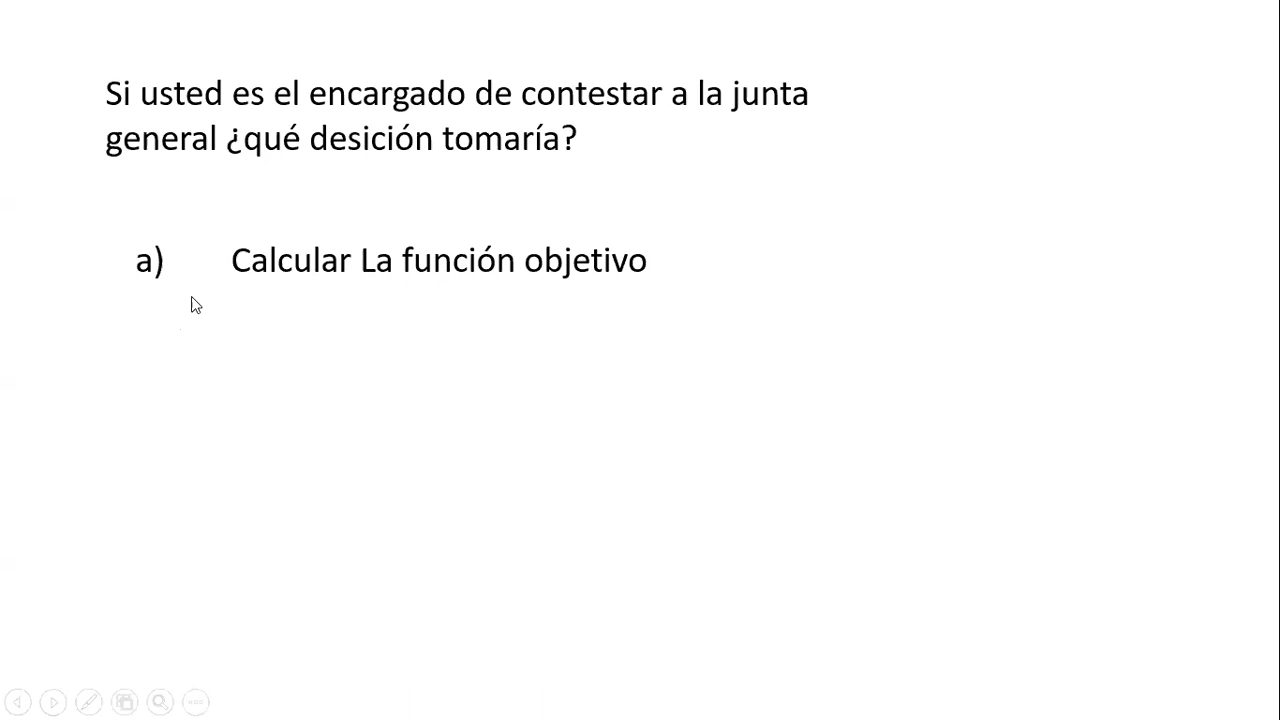 Si usted es el encargado de contestar a la junta
general ¿qué desición tomaría?
a) Calcular La función objetivo